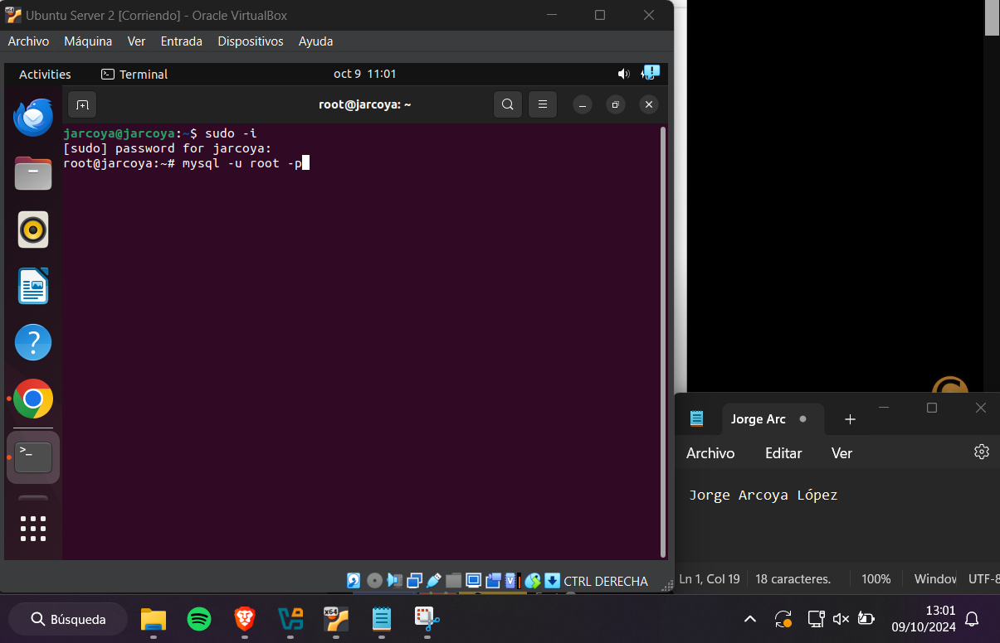 Ubuntu Server 2 [Corriendo] - Oracle VirtualBox
Archivo Máquina Ver Entrada Dispositivos Ayuda
Activities Terminal oct 9 11:01
root@jarcoya: ~
jarcoya@jarcoya:~$ sudo -i
[sudo] password for jarcoya:
root@jarcoya:~# mysql -u root -p
CTRL DERECHA
Jorge Arc
Archivo Editar Ver
Jorge Arcoya López
Ln 1, Col 19 18 caracteres. 100% Window UTF-8
Búsqueda
x64
13:01
09/10/2024